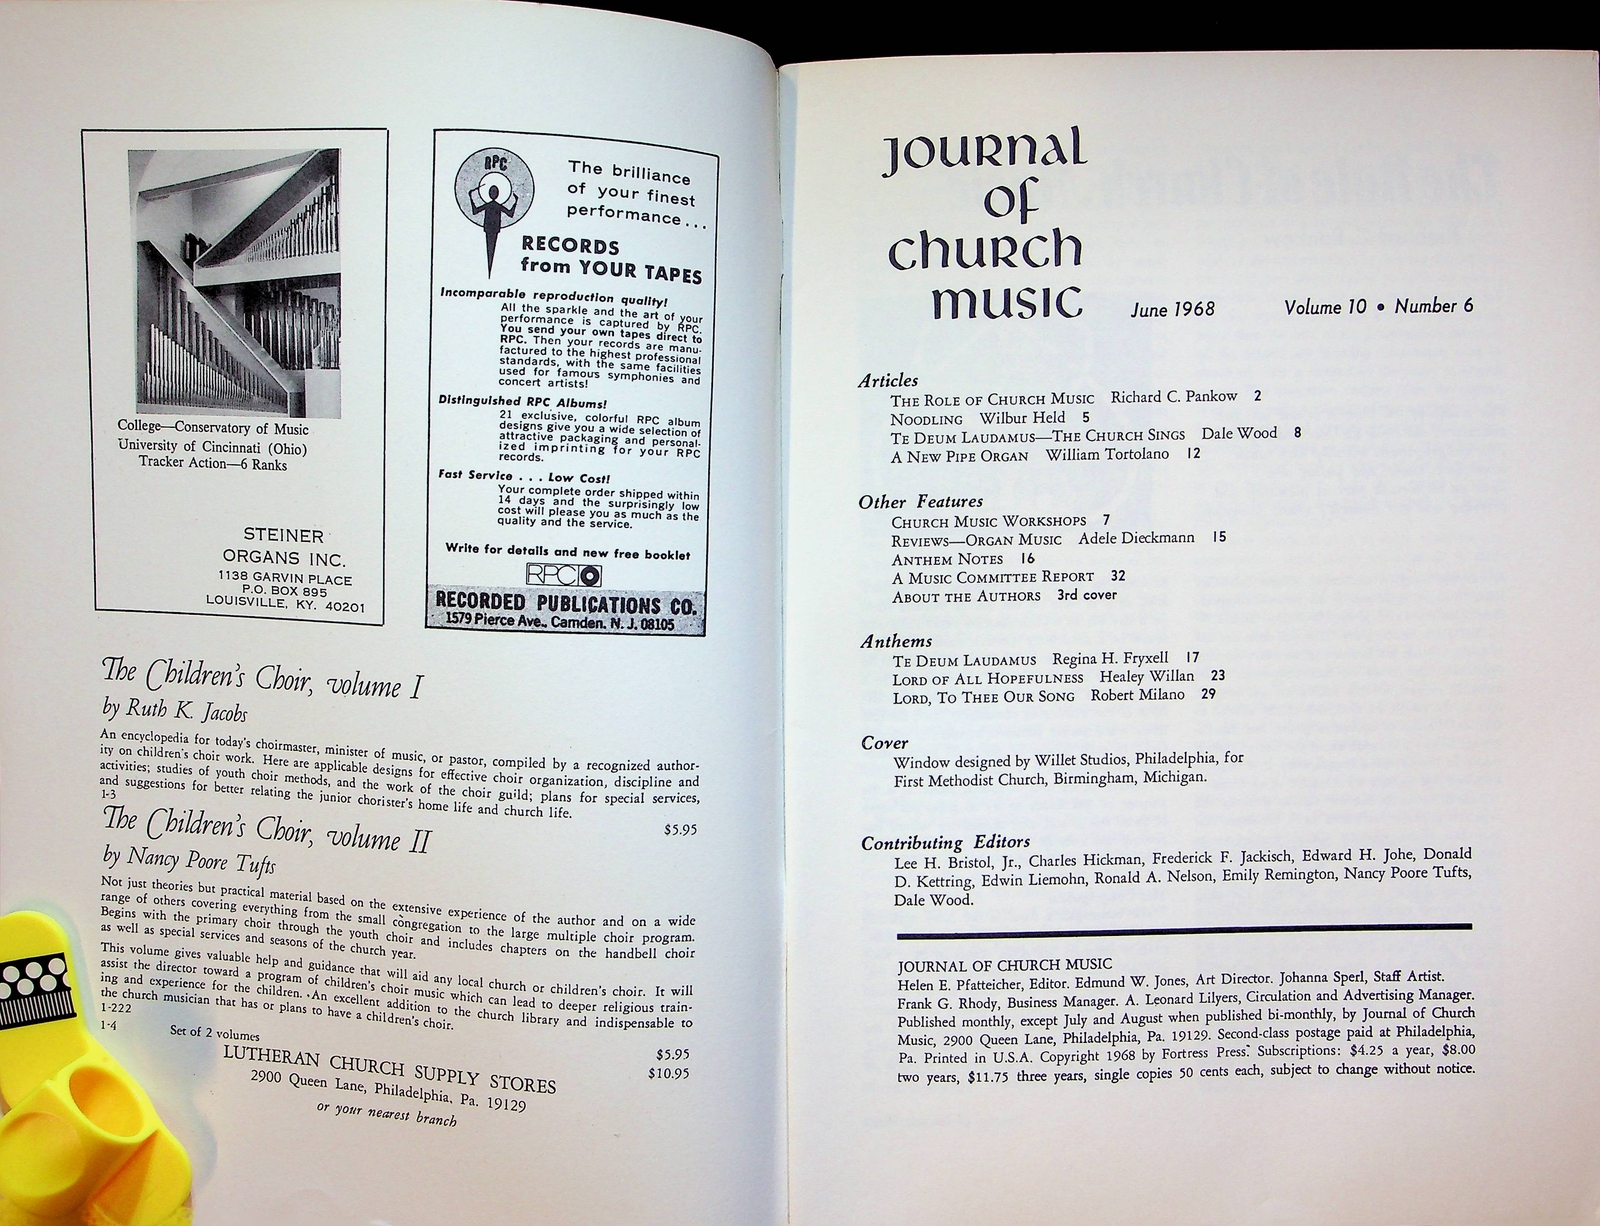 College—Conservatory of Music
University of Cincinnati (Ohio)
Tracker Action—6 Ranks
STEINER
ORGANS INC.
1138 GARVIN PLACE
P.O. BOX 895
LOUISVILLE, KY. 40201
RPC
The brilliance
of your finest
performance...
RECORDS
from YOUR TAPES
Incomparable reproduction quality!
All the sparkle and the art of your
performance is captured by RPC.
You send your own tapes direct to
RPC. Then your records are manu-
factured to the highest professional
standards, with the same facilities
used for famous symphonies and
concert artists!
Distinguished RPC Albums!
21 exclusive, colorful RPC album
designs give you a wide selection of
attractive packaging and personal-
ized imprinting for your RPC
records.
Fast Service . . . Low Cost!
Your complete order shipped within
14 days and the surprisingly low
cost will please you as much as the
quality and the service.
Write for details and new free booklet
RPC
RECORDED PUBLICATIONS CO.
1579 Pierce Ave., Camden, N. J. 08105
The Children's Choir, volume I
by Ruth K. Jacobs
An encyclopedia for today's choirmaster, minister of music, or pastor, compiled by a recognized author-
ity on children's choir work. Here are applicable designs for effective choir organization, discipline and
activities; studies of youth choir methods, and the work of the choir guild; plans for special services,
and suggestions for better relating the junior chorister's home life and church life.
1-3 $5.95
The Children's Choir, volume II
by Nancy Poore Tufts
Not just theories but practical material based on the extensive experience of the author and on a wide
range of others covering everything from the small congregation to the large multiple choir program.
Begins with the primary choir through the youth choir and includes chapters on the handbell choir
as well as special services and seasons of the church year.
This volume gives valuable help and guidance that will aid any local church or children's choir. It will
assist the director toward a program of children's choir music which can lead to deeper religious train-
ing and experience for the children. An excellent addition to the church library and indispensable to
the church musician that has or plans to have a children's choir.
1-222 $5.95
1-4 Set of 2 volumes $10.95
LUTHERAN CHURCH SUPPLY STORES
2900 Queen Lane, Philadelphia, Pa. 19129
or your nearest branch
JOURNAL
of
CHURCH
MUSIC June 1968 Volume 10 • Number 6
Articles
THE ROLE OF CHURCH MUSIC Richard C. Pankow 2
NOODLING Wilbur Held 5
TE DEUM LAUDAMUS—THE CHURCH SINGS Dale Wood 8
A NEW PIPE ORGAN William Tortolano 12
Other Features
CHURCH MUSIC WORKSHOPS 7
REVIEWS—ORGAN MUSIC Adele Dieckmann 15
ANTHEM NOTES 16
A MUSIC COMMITTEE REPORT 32
ABOUT THE AUTHORS 3rd cover
Anthems
TE DEUM LAUDAMUS Regina H. Fryxell 17
LORD OF ALL HOPEFULNESS Healey Willan 23
LORD, TO THEE OUR SONG Robert Milano 29
Cover
Window designed by Willet Studios, Philadelphia, for
First Methodist Church, Birmingham, Michigan.
Contributing Editors
Lee H. Bristol, Jr., Charles Hickman, Frederick F. Jackisch, Edward H. Johe, Donald
D. Kettring, Edwin Liemohn, Ronald A. Nelson, Emily Remington, Nancy Poore Tufts,
Dale Wood.
JOURNAL OF CHURCH MUSIC
Helen E. Pfatteicher, Editor. Edmund W. Jones, Art Director. Johanna Sperl, Staff Artist.
Frank G. Rhody, Business Manager. A. Leonard Lilyers, Circulation and Advertising Manager.
Published monthly, except July and August when published bi-monthly, by Journal of Church
Music, 2900 Queen Lane, Philadelphia, Pa. 19129. Second-class postage paid at Philadelphia,
Pa. Printed in U.S.A. Copyright 1968 by Fortress Press. Subscriptions: $4.25 a year, $8.00
two years, $11.75 three years, single copies 50 cents each, subject to change without notice.